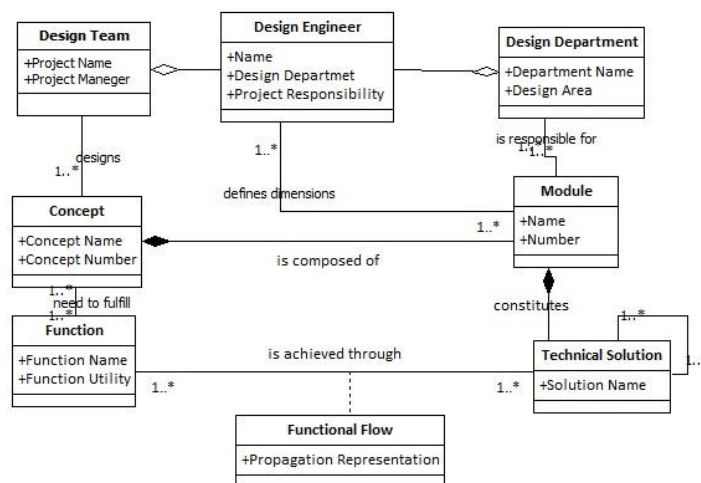 Design Team
+Project Name
+Project Maneger
Design Engineer
+Name
+Design Departmet
+Project Responsibility
Design Department
+Department Name
+Design Area
designs
1..*
1..*
defines dimensions
1..*
is responsible for
1..*
1..*
Concept
+Concept Name
+Concept Number
is composed of
Module
+Name
+Number
1..*
need to fulfill
1..*
constitutes
Function
+Function Name
+Function Utility
1..*
is achieved through
1..*
Technical Solution
+Solution Name
1..*
1..
Functional Flow
+Propagation Representation